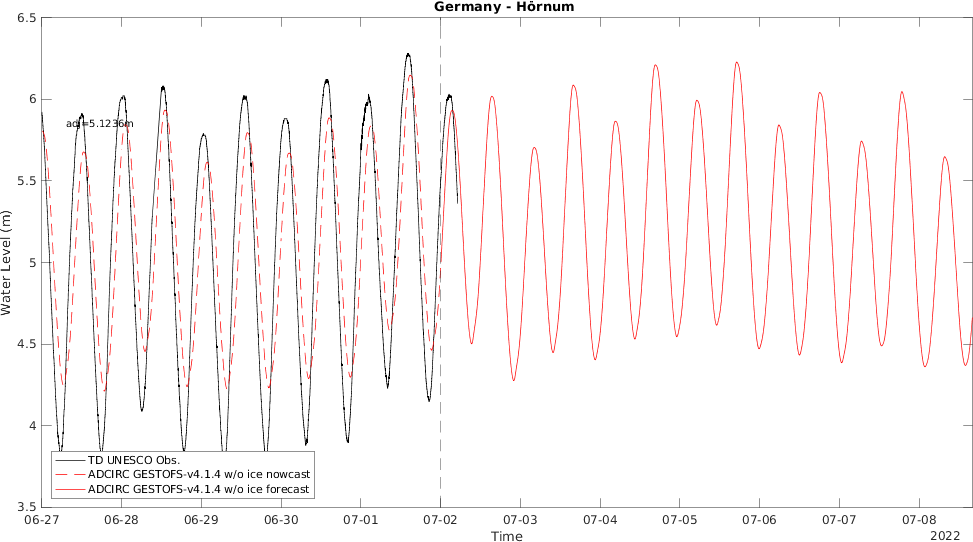 Germany - Hörnum
6.5
6
5.5
5
4.5
4
3.5
Water Level (m)
adj=5.1236m
TD UNESCO Obs.
ADCIRC GESTOFS-v4.1.4 w/o ice nowcast
ADCIRC GESTOFS-v4.1.4 w/o ice forecast
06-27 06-28 06-29 06-30 07-01 07-02 07-03 07-04 07-05 07-06 07-07 07-08
Time
2022